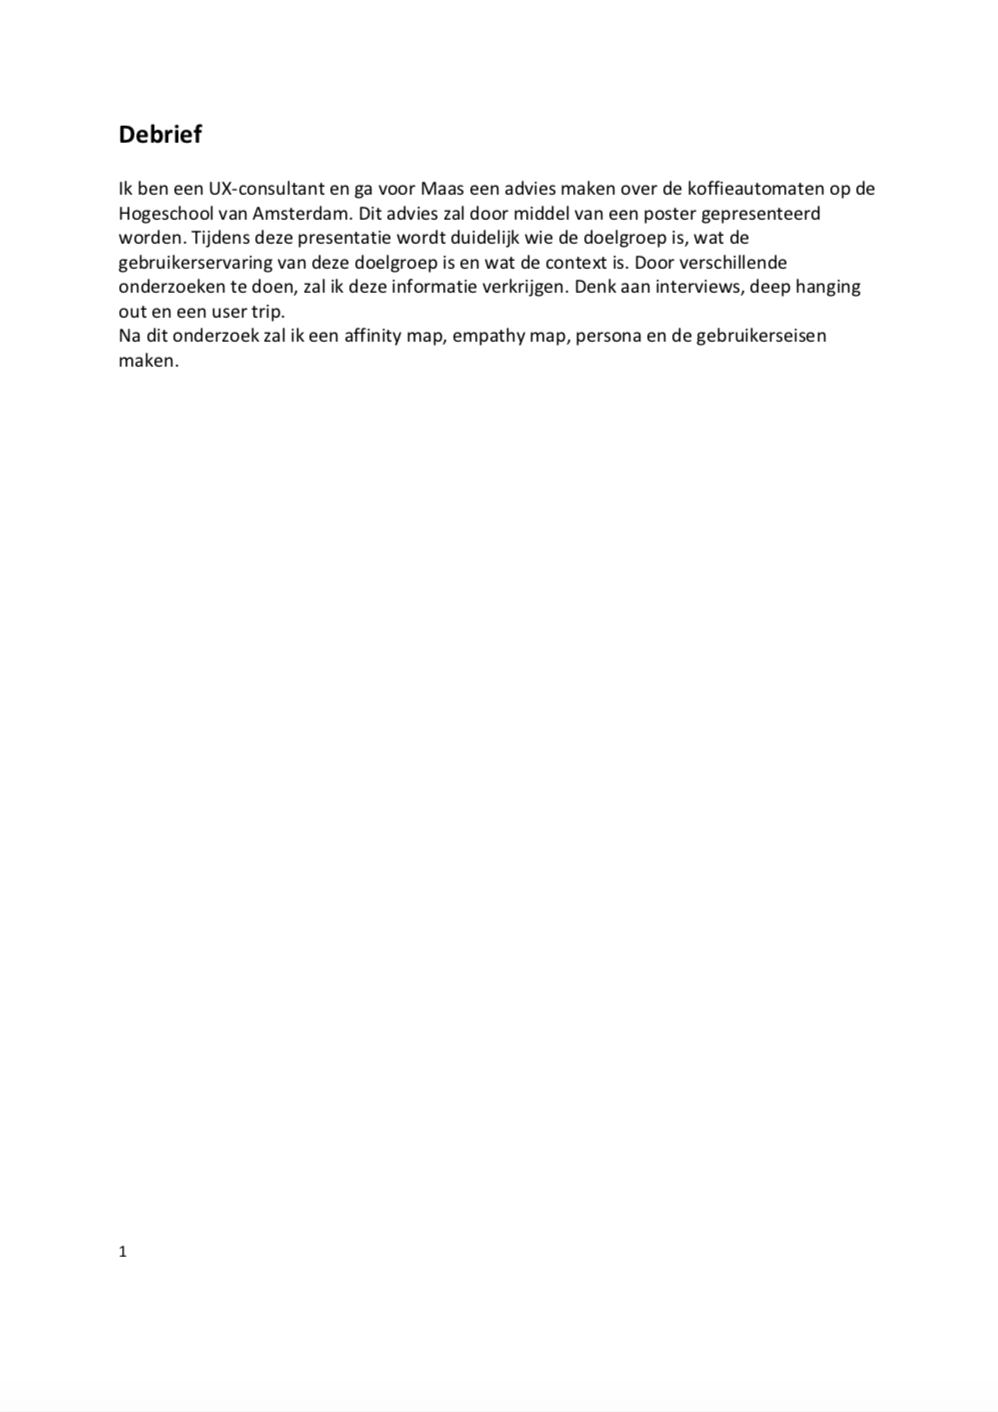 Debrief
Ik ben een UX-consultant en ga voor Maas een advies maken over de koffieautomaten op de
Hogeschool van Amsterdam. Dit advies zal door middel van een poster gepresenteerd
worden. Tijdens deze presentatie wordt duidelijk wie de doelgroep is, wat de
gebruikerservaring van deze doelgroep is en wat de context is. Door verschillende
onderzoeken te doen, zal ik deze informatie verkrijgen. Denk aan interviews, deep hanging
out en een user trip.
Na dit onderzoek zal ik een affinity map, empathy map, persona en de gebruikerseisen
maken.
1